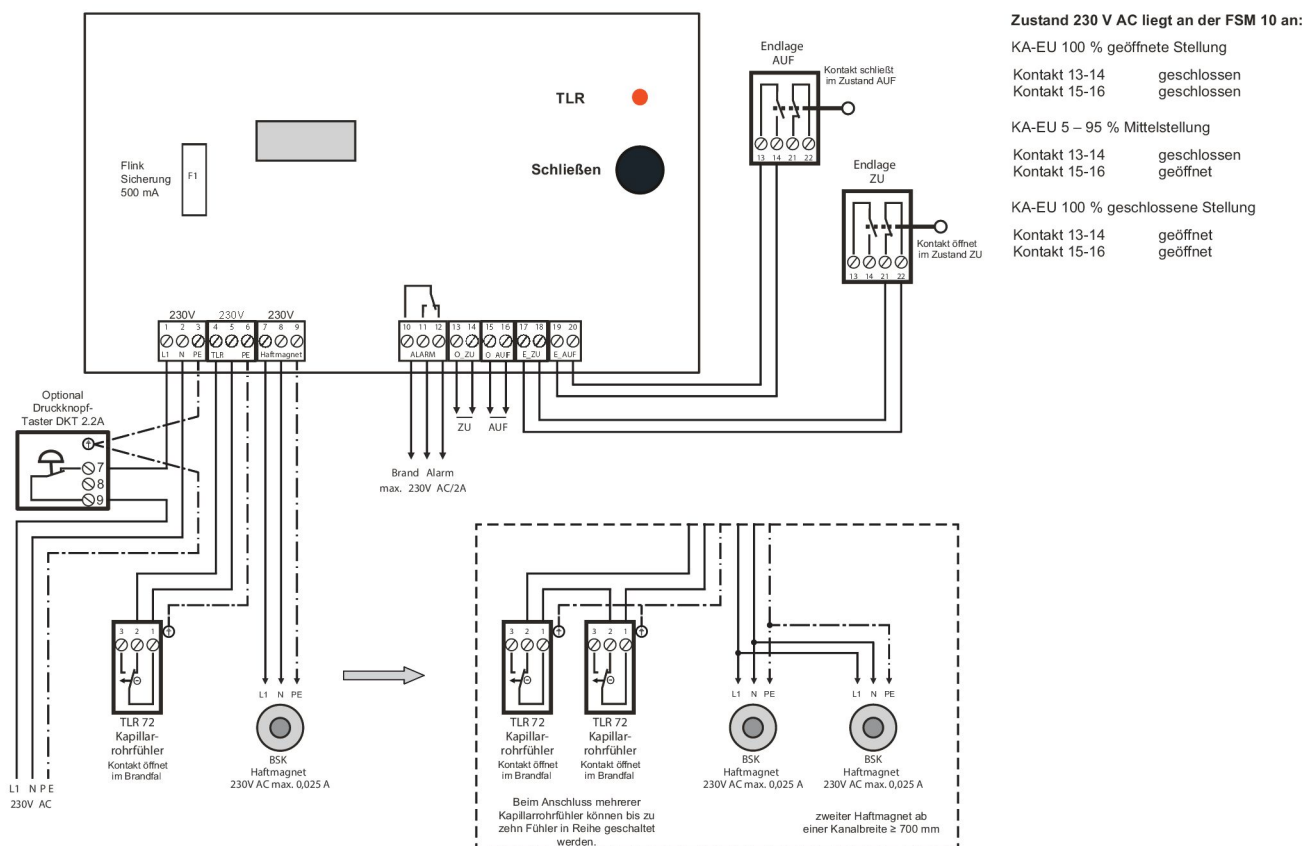 Zustand 230 V AC liegt an der FSM 10 an:
KA-EU 100 % geöffnete Stellung
Kontakt 13-14 geschlossen
Kontakt 15-16 geschlossen
KA-EU 5 – 95 % Mittelstellung
Kontakt 13-14 geschlossen
Kontakt 15-16 geöffnet
KA-EU 100 % geschlossene Stellung
Kontakt 13-14 geöffnet
Kontakt 15-16 geöffnet
Endlage
AUF
Kontakt schließt
im Zustand AUF
13 14 21 22
Endlage
ZU
Kontakt öffnet
im Zustand ZU
13 14 21 22
TLR
Schließen
Flink
Sicherung
500 mA
F1
230V 230V 230V
1 2 3 4 5 6 7 8 9
L1 N PE TLR PE Haftmagnet
10 11 12 13 14 15 16 17 18 19 20
ALARM O_ZU O_AUF E_ZU E_AUF
ZU AUF
Brand Alarm
max. 230V AC/2A
Optional
Druckknopf-
Taster DKT 2.2A
7
8
9
L1 N PE
230V AC
3 2 1
TLR 72
Kapillar-
rohrfühler
Kontakt öffnet
im Brandfal
L1 N PE
BSK
Haftmagnet
230V AC max. 0,025 A
3 2 1
TLR 72
Kapillar-
rohrfühler
Kontakt öffnet
im Brandfal
3 2 1
TLR 72
Kapillar-
rohrfühler
Kontakt öffnet
im Brandfal
Beim Anschluss mehrerer
Kapillarrohrfühler können bis zu
zehn Fühler in Reihe geschaltet
werden.
L1 N PE
BSK
Haftmagnet
230V AC max. 0,025 A
L1 N PE
BSK
Haftmagnet
230V AC max. 0,025 A
zweiter Haftmagnet ab
einer Kanalbreite ≥ 700 mm